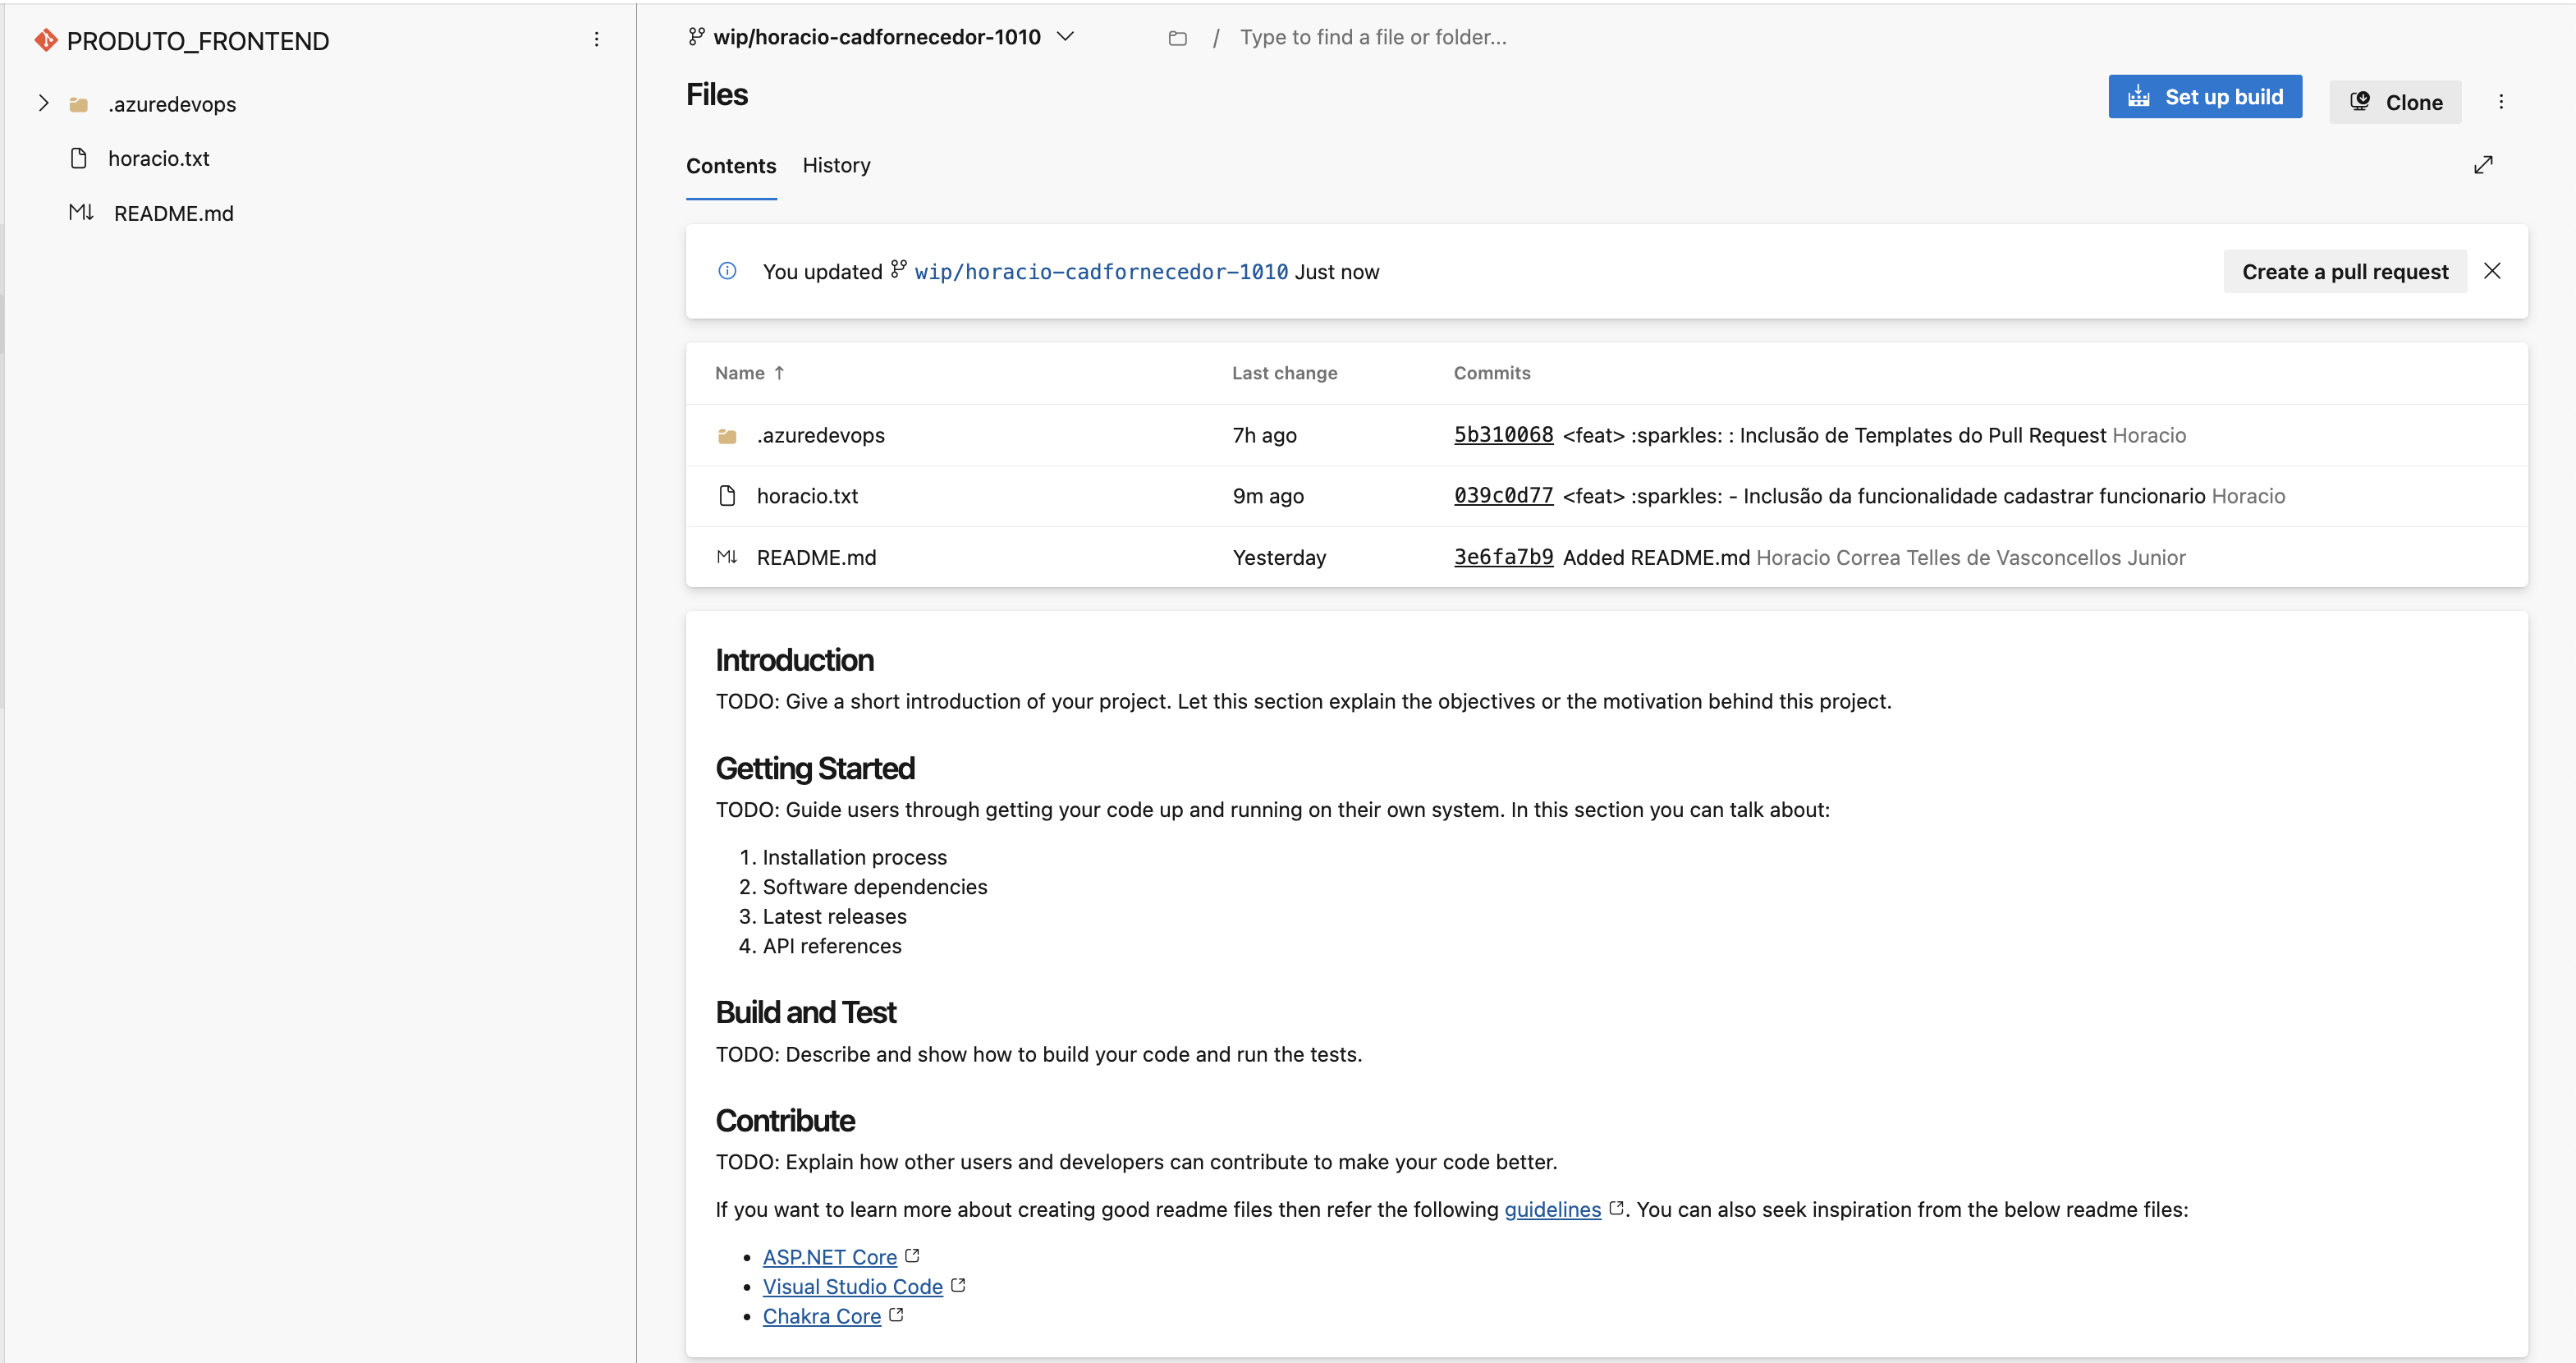 PRODUTO_FRONTEND
.azuredevops
horacio.txt
README.md
wip/horacio-cadfornecedor-1010
/ Type to find a file or folder...
Files
Set up build
Clone
Contents History
You updated wip/horacio-cadfornecedor-1010 Just now
Create a pull request
Name ↑ Last change Commits
.azuredevops 7h ago 5b310068 <feat> :sparkles: : Inclusão de Templates do Pull Request Horacio
horacio.txt 9m ago 039c0d77 <feat> :sparkles: - Inclusão da funcionalidade cadastrar funcionario Horacio
README.md Yesterday 3e6fa7b9 Added README.md Horacio Correa Telles de Vasconcellos Junior
Introduction
TODO: Give a short introduction of your project. Let this section explain the objectives or the motivation behind this project.
Getting Started
TODO: Guide users through getting your code up and running on their own system. In this section you can talk about:
1. Installation process
2. Software dependencies
3. Latest releases
4. API references
Build and Test
TODO: Describe and show how to build your code and run the tests.
Contribute
TODO: Explain how other users and developers can contribute to make your code better.
If you want to learn more about creating good readme files then refer the following guidelines. You can also seek inspiration from the below readme files:
• ASP.NET Core
• Visual Studio Code
• Chakra Core